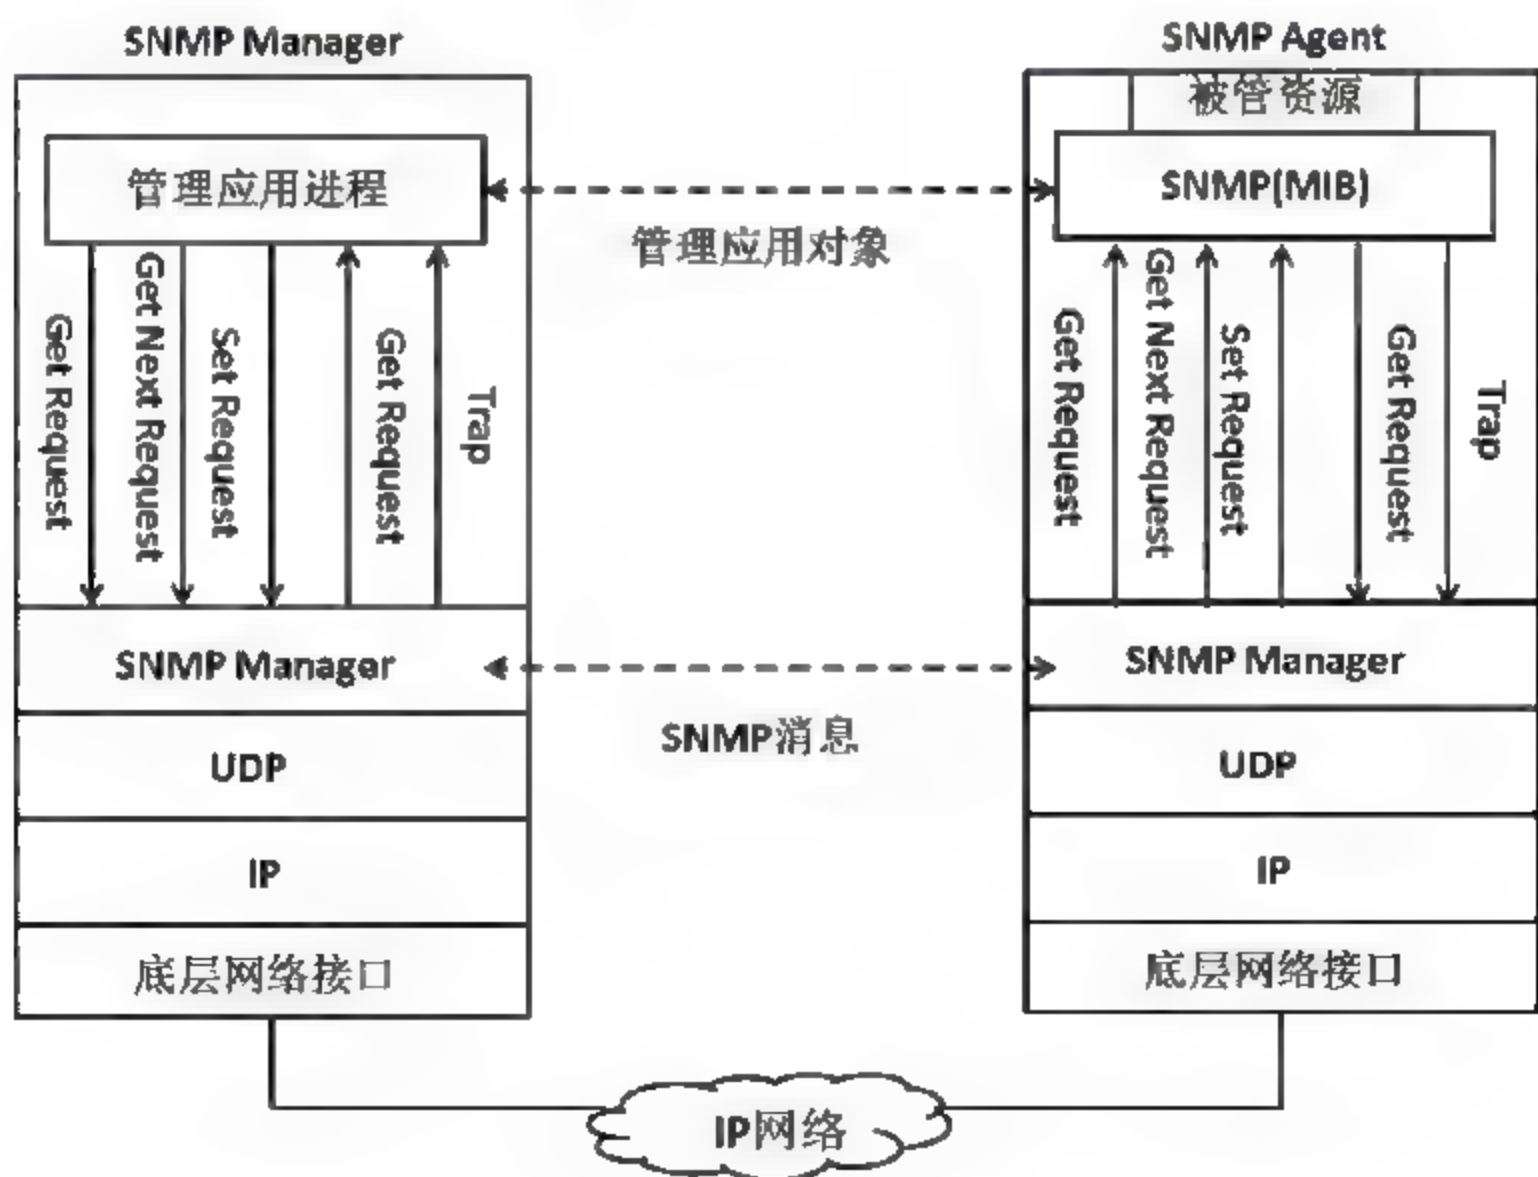 SNMP Manager
SNMP Agent
被管资源
管理应用进程
SNMP(MIB)
管理应用对象
Get Request
Get Next Request
Set Request
Get Request
Trap
Get Request
Get Next Request
Set Request
Get Request
Trap
SNMP Manager
SNMP Manager
SNMP消息
UDP
UDP
IP
IP
底层网络接口
底层网络接口
IP网络